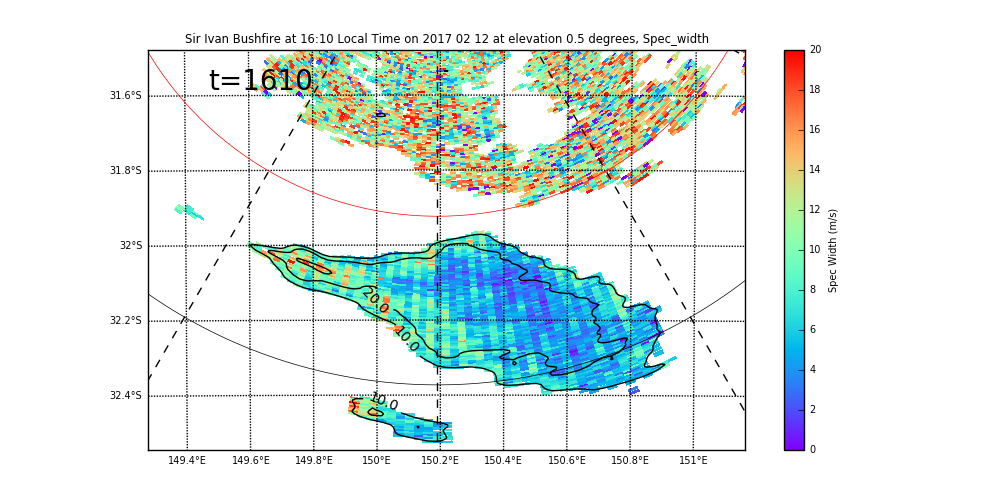 Sir Ivan Bushfire at 16:10 Local Time on 2017 02 12 at elevation 0.5 degrees, Spec_width
t=1610
31.6°S
31.8°S
32°S
32.2°S
32.4°S
20.0
10.0
10.0
149.4°E 149.6°E 149.8°E 150°E 150.2°E 150.4°E 150.6°E 150.8°E 151°E
20
18
16
14
12
10
8
6
4
2
0
Spec Width (m/s)